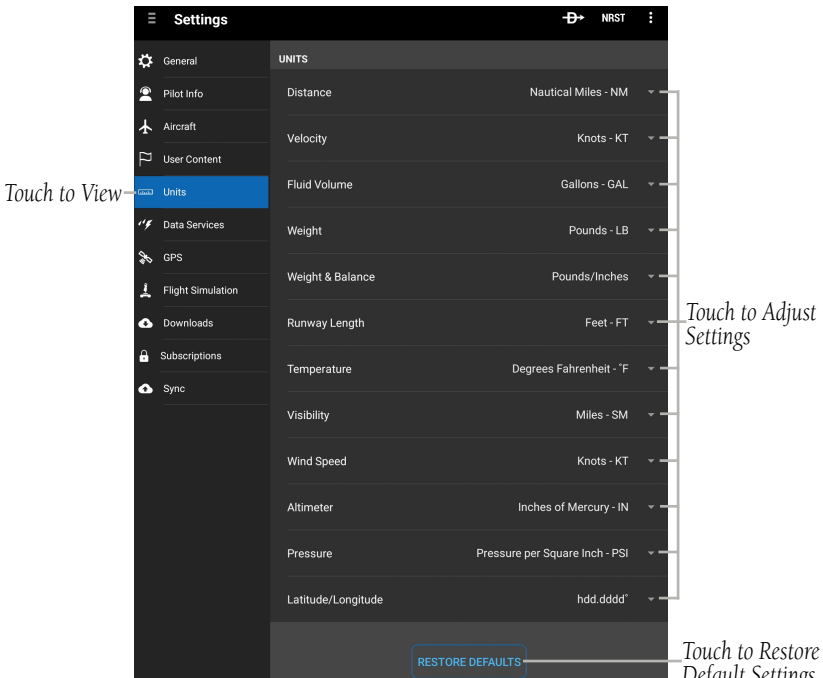 Settings
NRST
General
Pilot Info
Aircraft
User Content
Units
Data Services
GPS
Flight Simulation
Downloads
Subscriptions
Sync
Touch to View
UNITS
Distance Nautical Miles - NM
Velocity Knots - KT
Fluid Volume Gallons - GAL
Weight Pounds - LB
Weight & Balance Pounds/Inches
Runway Length Feet - FT
Temperature Degrees Fahrenheit - °F
Visibility Miles - SM
Wind Speed Knots - KT
Altimeter Inches of Mercury - IN
Pressure Pressure per Square Inch - PSI
Latitude/Longitude hdd.dddd°
RESTORE DEFAULTS
Touch to Adjust
Settings
Touch to Restore
Default Settings